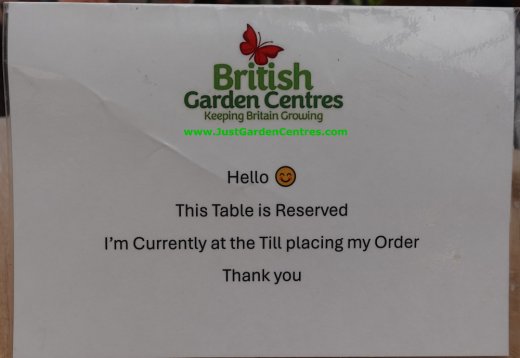 British
Garden Centres
Keeping Britain Growing
www.JustGardenCentres.com
Hello 😊
This Table is Reserved
I'm Currently at the Till placing my Order
Thank you